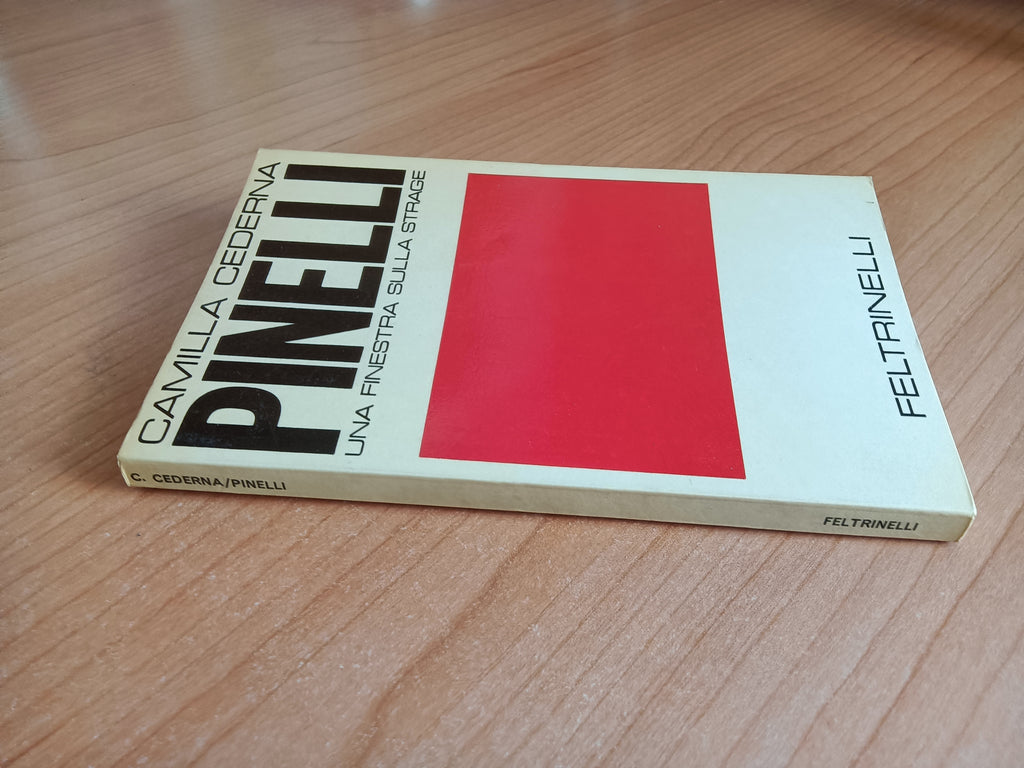 CAMILLA CEDERNA
PINELLI
UNA FINESTRA SULLA STRAGE
FELTRINELLI
C. CEDERNA/PINELLI
FELTRINELLI